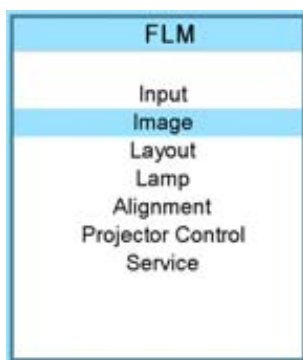 FLM
Input
Image
Layout
Lamp
Alignment
Projector Control
Service